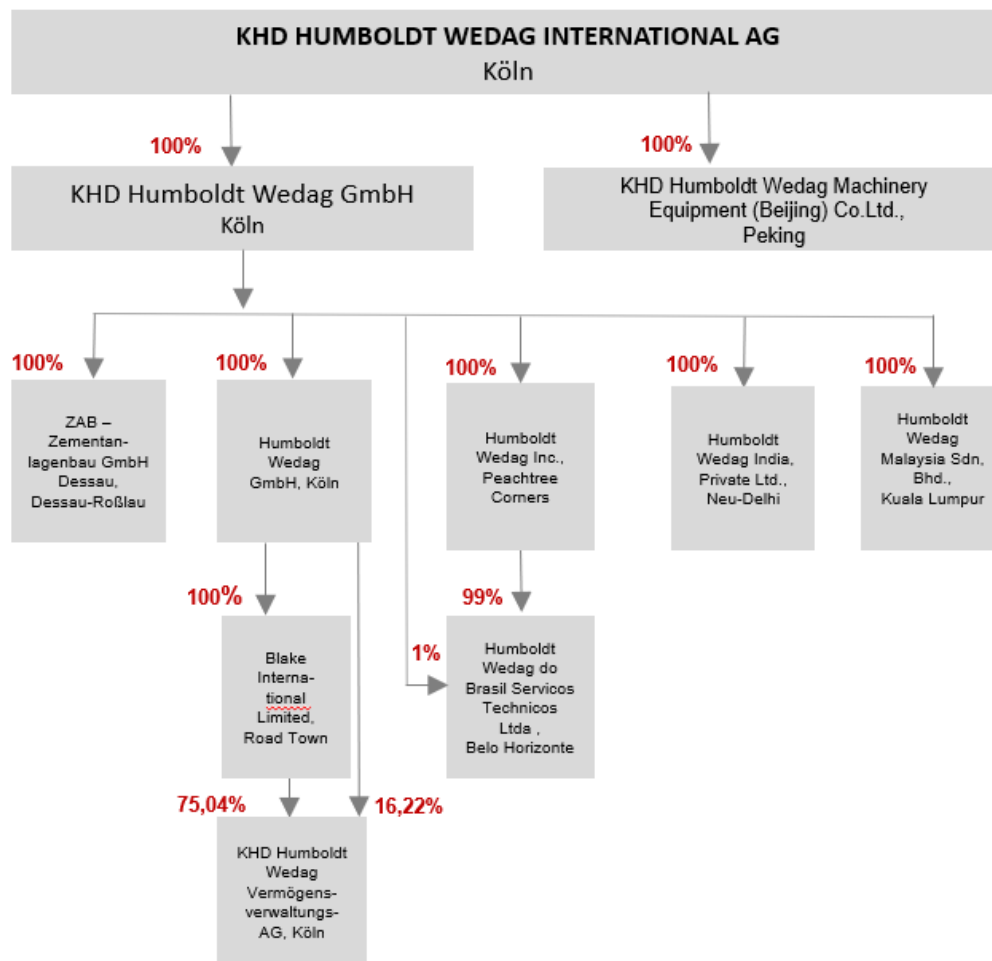 KHD HUMBOLDT WEDAG INTERNATIONAL AG
Köln
100%
100%
KHD Humboldt Wedag GmbH
Köln
KHD Humboldt Wedag Machinery
Equipment (Beijing) Co.Ltd.,
Peking
100%
100%
100%
100%
100%
ZAB –
Zementan-
lagenbau GmbH
Dessau,
Dessau-Roßlau
Humboldt
Wedag
GmbH, Köln
Humboldt
Wedag Inc.,
Peachtree
Corners
Humboldt
Wedag India,
Private Ltd.,
Neu-Delhi
Humboldt
Wedag
Malaysia Sdn,
Bhd.,
Kuala Lumpur
100%
99%
1%
Blake
Interna-
tional
Limited,
Road Town
Humboldt
Wedag do
Brasil Servicos
Technicos
Ltda ,
Belo Horizonte
75,04%
16,22%
KHD Humboldt
Wedag
Vermögens-
verwaltungs-
AG, Köln